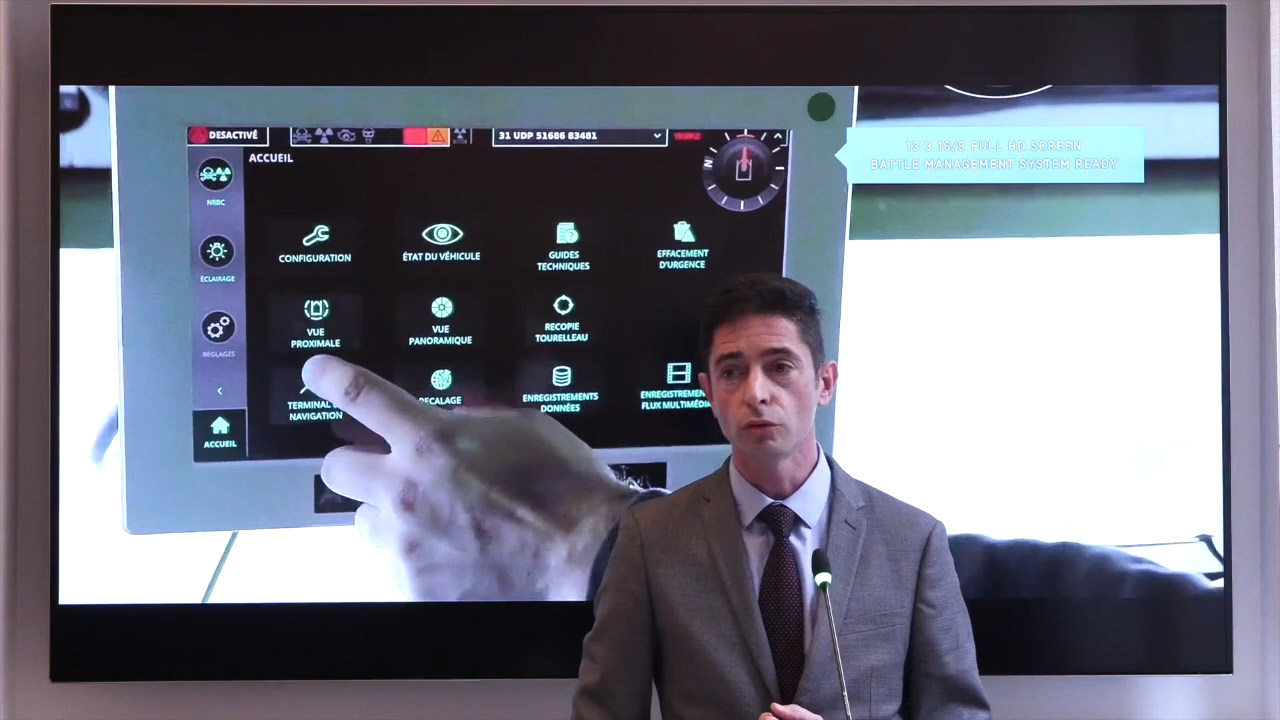 DESACTIVÉ
31 UDP 51686 83481
13'3 16/9 FULL HD SCREEN
BATTLE MANAGEMENT SYSTEM READY
ACCUEIL
N
NRBC
ÉCLAIRAGE
RÉGLAGES
ACCUEIL
CONFIGURATION
ÉTAT DU VÉHICULE
GUIDES
TECHNIQUES
EFFACEMENT
D'URGENCE
VUE
PROXIMALE
VUE
PANORAMIQUE
RECOPIE
TOURELLEAU
TERMINAL
NAVIGATION
RECALAGE
ENREGISTREMENTS
DONNÉES
ENREGISTREMEN
FLUX MULTIMÉDIA